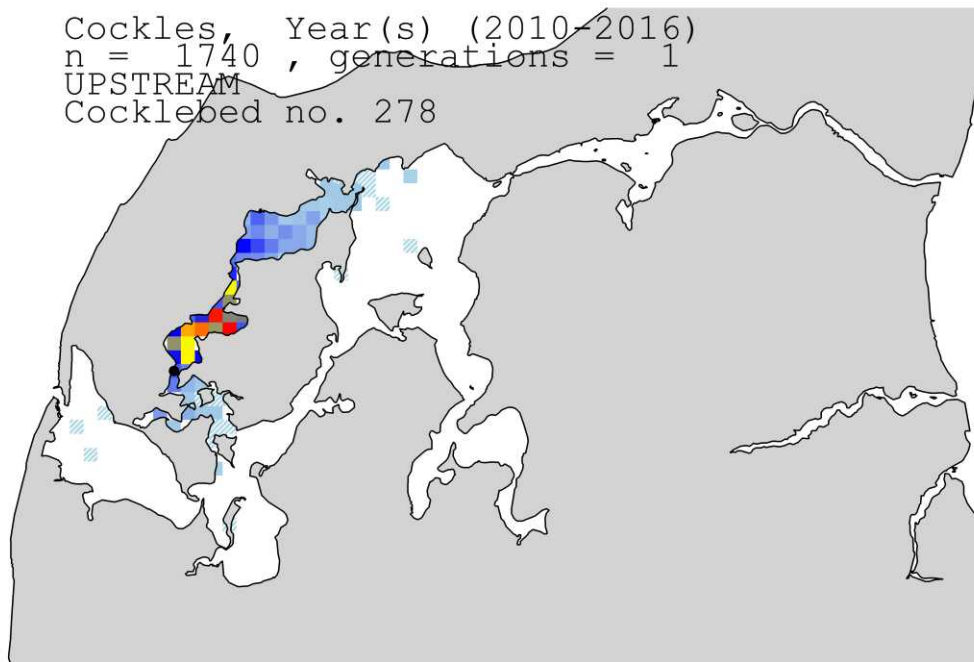 Cockles, Year(s) (2010-2016)
n = 1740 , generations = 1
UPSTREAM
Cocklebed no. 278